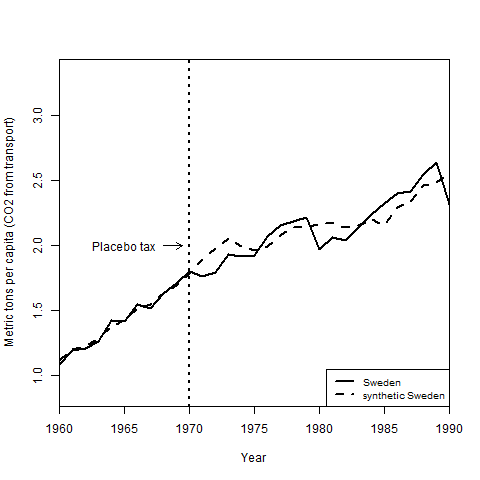 Metric tons per capita (CO2 from transport)
3.0
2.5
2.0
1.5
1.0
Placebo tax
Sweden
synthetic Sweden
1960 1965 1970 1975 1980 1985 1990
Year